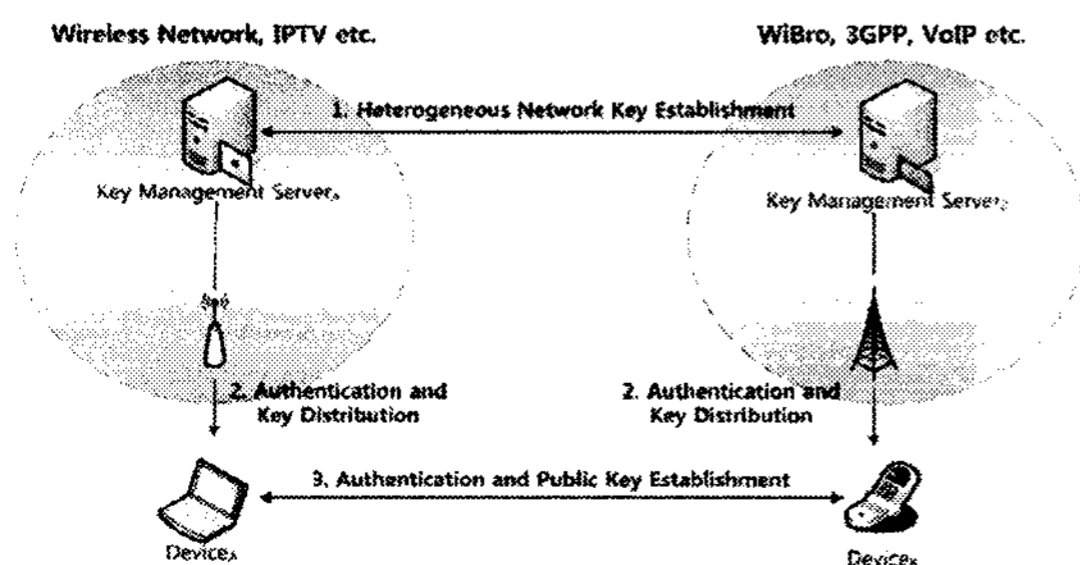 Wireless Network, IPTV etc.
WiBro, 3GPP, VoIP etc.
1. Heterogeneous Network Key Establishment
Key Management Server
Key Management Server
2. Authentication and
Key Distribution
2. Authentication and
Key Distribution
3. Authentication and Public Key Establishment
Device
Device